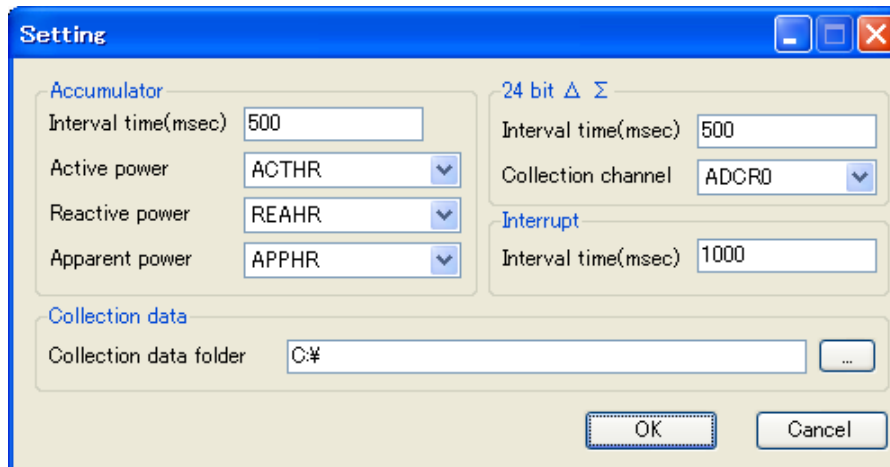 Setting
Accumulator
Interval time(msec) 500
Active power ACTHR
Reactive power REAHR
Apparent power APPHR
24 bit Δ Σ
Interval time(msec) 500
Collection channel ADCR0
Interrupt
Interval time(msec) 1000
Collection data
Collection data folder C:¥ ...
OK Cancel